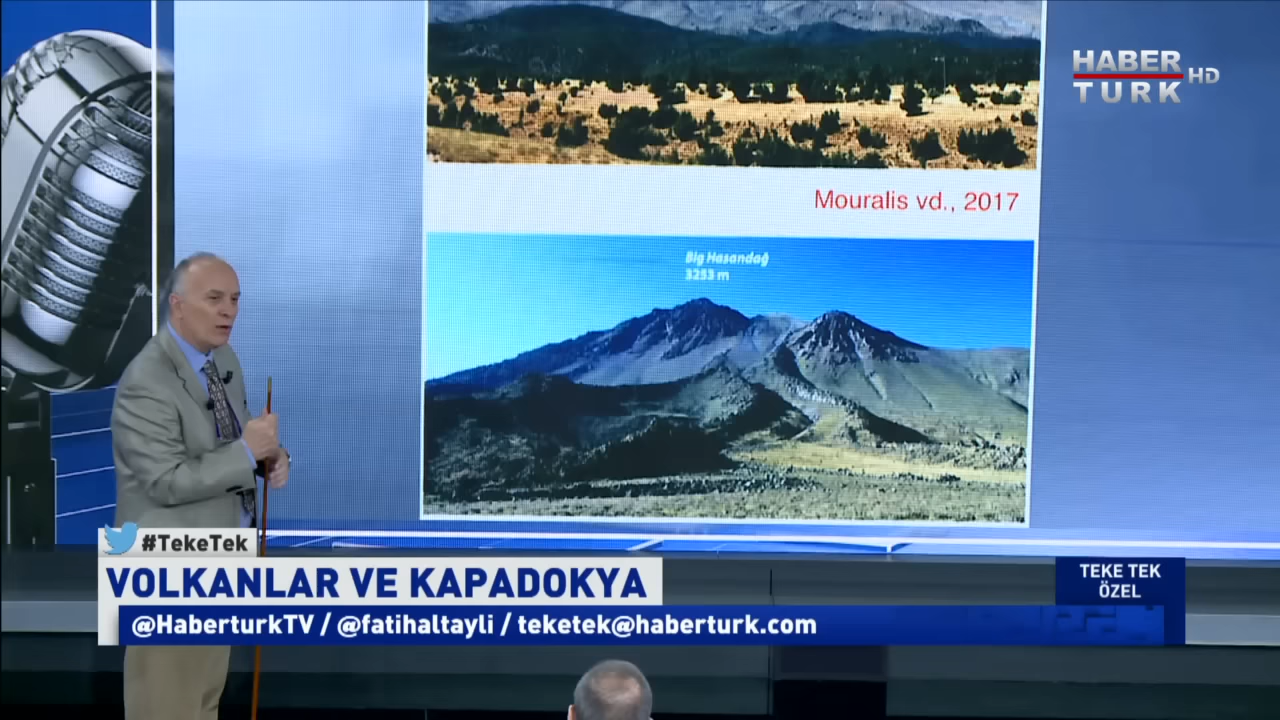 HABER
TURK HD
Mouralis vd., 2017
Big Hasandağ
3253 m
#TekeTek
VOLKANLAR VE KAPADOKYA
@HaberturkTV / @fatihaltayli / teketek@haberturk.com
TEKE TEK
ÖZEL